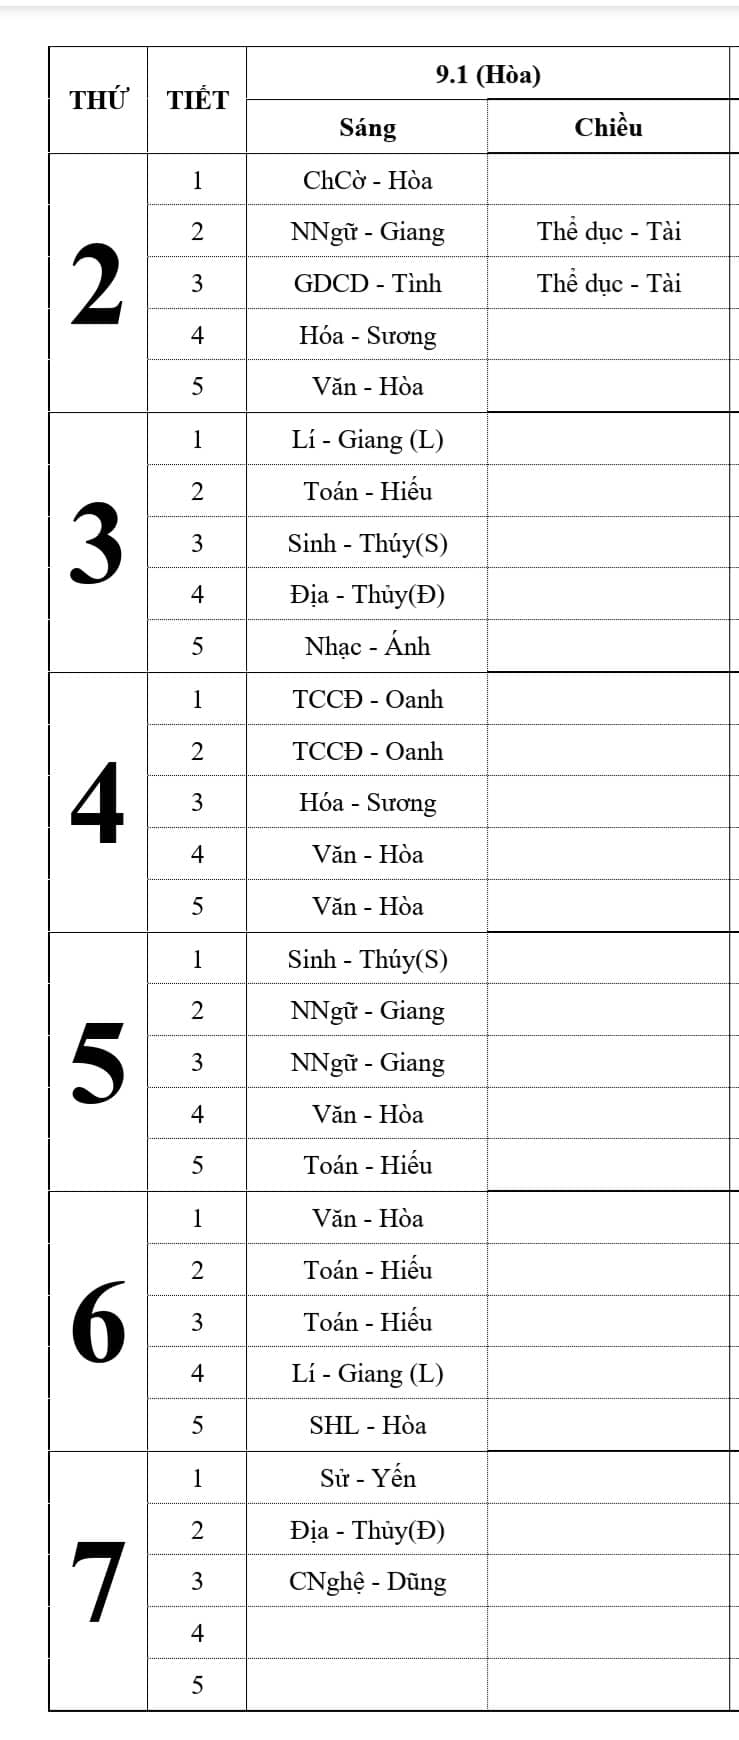 THỨ TIẾT 9.1 (Hòa)
Sáng Chiều
2
1 ChCờ - Hòa
2 NNgữ - Giang Thể dục - Tài
3 GDCD - Tình Thể dục - Tài
4 Hóa - Sương
5 Văn - Hòa
3
1 Lí - Giang (L)
2 Toán - Hiếu
3 Sinh - Thúy(S)
4 Địa - Thủy(Đ)
5 Nhạc - Ánh
4
1 TCCĐ - Oanh
2 TCCĐ - Oanh
3 Hóa - Sương
4 Văn - Hòa
5 Văn - Hòa
5
1 Sinh - Thúy(S)
2 NNgữ - Giang
3 NNgữ - Giang
4 Văn - Hòa
5 Toán - Hiếu
6
1 Văn - Hòa
2 Toán - Hiếu
3 Toán - Hiếu
4 Lí - Giang (L)
5 SHL - Hòa
7
1 Sử - Yến
2 Địa - Thủy(Đ)
3 CNghệ - Dũng
4
5